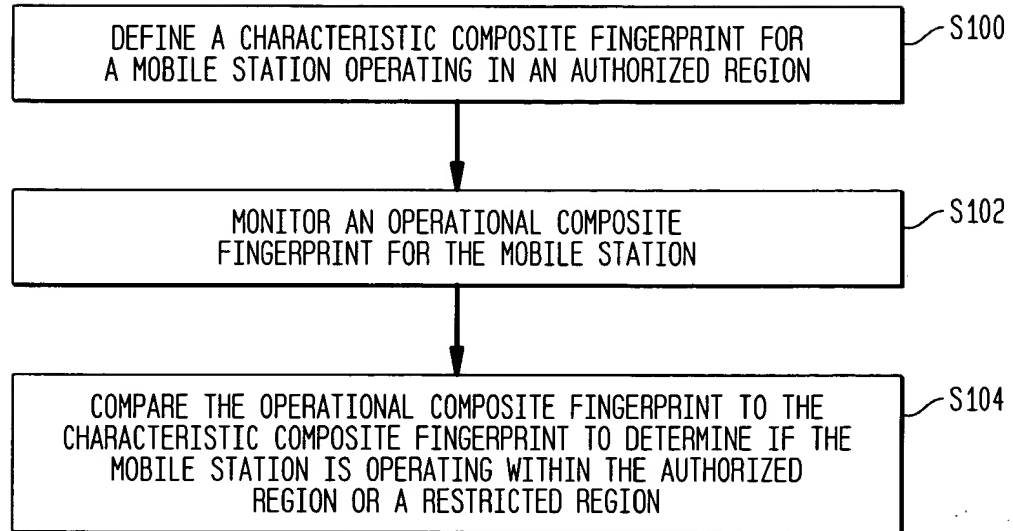 DEFINE A CHARACTERISTIC COMPOSITE FINGERPRINT FOR
A MOBILE STATION OPERATING IN AN AUTHORIZED REGION
S100
MONITOR AN OPERATIONAL COMPOSITE
FINGERPRINT FOR THE MOBILE STATION
S102
COMPARE THE OPERATIONAL COMPOSITE FINGERPRINT TO THE
CHARACTERISTIC COMPOSITE FINGERPRINT TO DETERMINE IF THE
MOBILE STATION IS OPERATING WITHIN THE AUTHORIZED
REGION OR A RESTRICTED REGION
S104